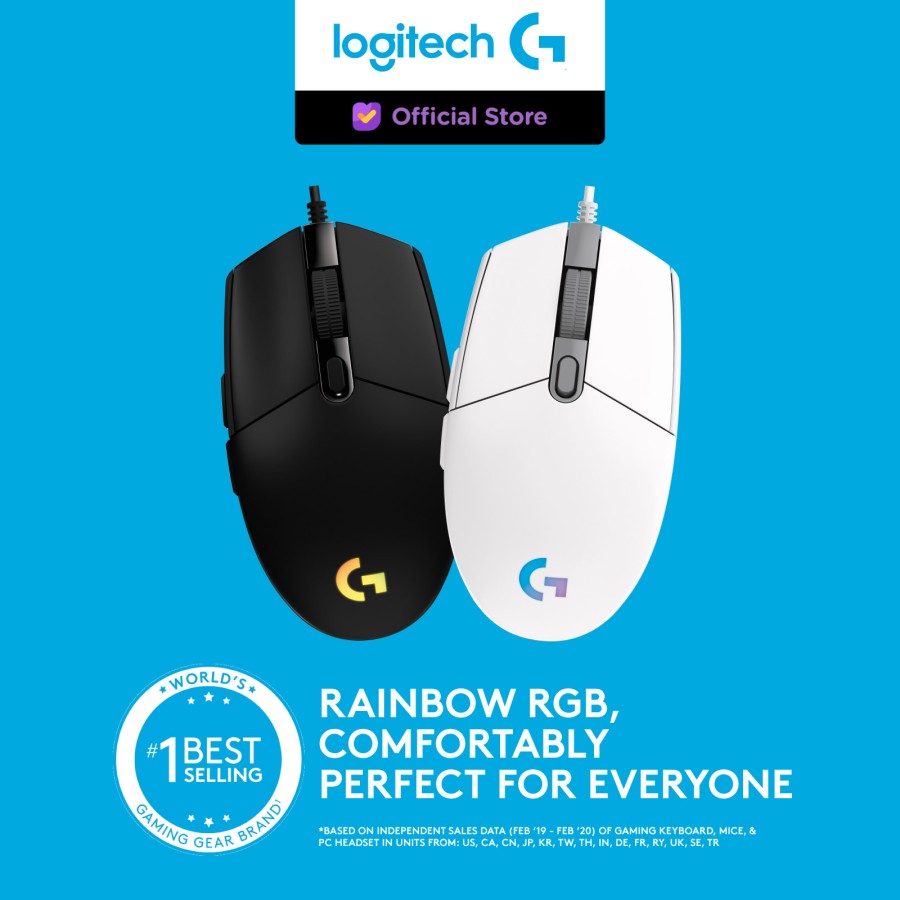 logitech G
Official Store
WORLD'S
#1 BEST
SELLING
GAMING GEAR BRAND¹
RAINBOW RGB,
COMFORTABLY
PERFECT FOR EVERYONE
*BASED ON INDEPENDENT SALES DATA (FEB '19 - FEB '20) OF GAMING KEYBOARD, MICE, &
PC HEADSET IN UNITS FROM: US, CA, CN, JP, KR, TW, TH, IN, DE, FR, RY, UK, SE, TR